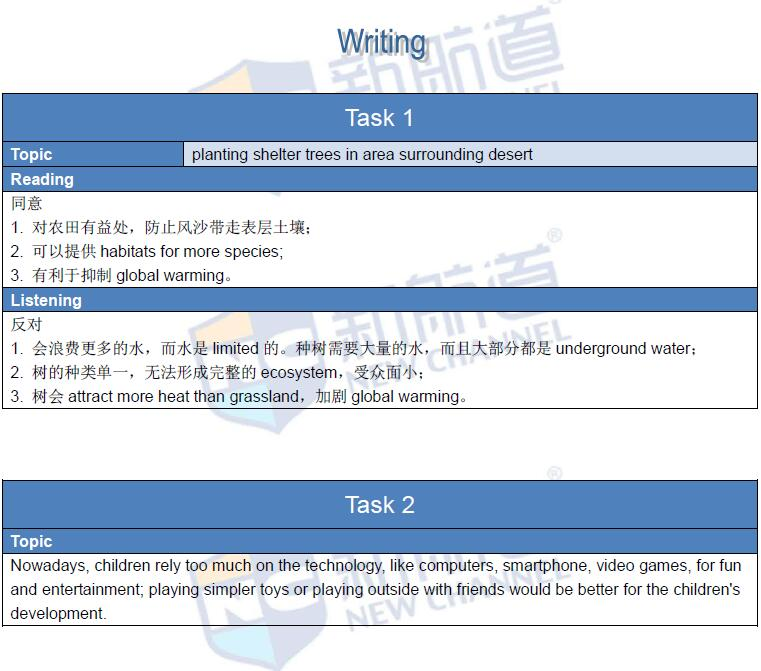 Writing
Task 1
Topic planting shelter trees in area surrounding desert
Reading
同意
1. 对农田有益处，防止风沙带走表层土壤；
2. 可以提供 habitats for more species;
3. 有利于抑制 global warming。
Listening
反对
1. 会浪费更多的水，而水是 limited 的。种树需要大量的水，而且大部分都是 underground water；
2. 树的种类单一，无法形成完整的 ecosystem，受众面小；
3. 树会 attract more heat than grassland，加剧 global warming。
Task 2
Topic
Nowadays, children rely too much on the technology, like computers, smartphone, video games, for fun
and entertainment; playing simpler toys or playing outside with friends would be better for the children's
development.
新航道
NEW CHANNEL